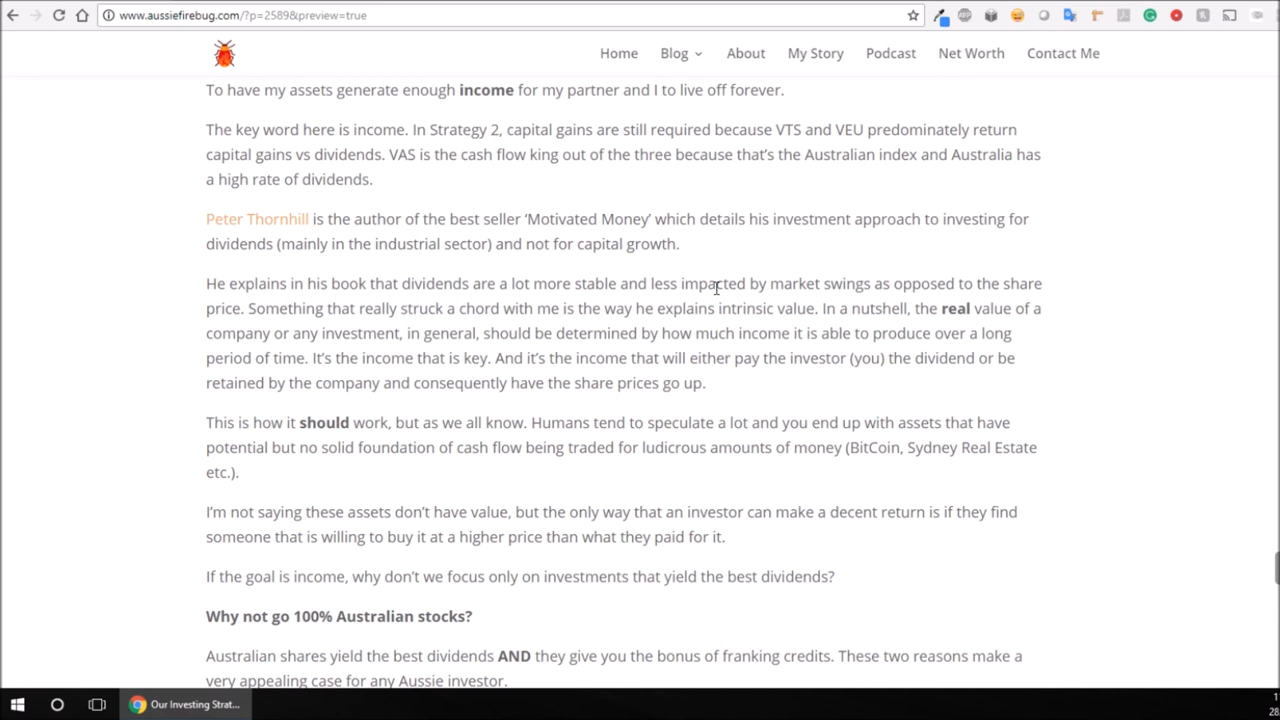 www.aussiefirebug.com/?p=2589&preview=true
Home Blog About My Story Podcast Net Worth Contact Me
To have my assets generate enough income for my partner and I to live off forever.
The key word here is income. In Strategy 2, capital gains are still required because VTS and VEU predominately return
capital gains vs dividends. VAS is the cash flow king out of the three because that’s the Australian index and Australia has
a high rate of dividends.
Peter Thornhill is the author of the best seller ‘Motivated Money’ which details his investment approach to investing for
dividends (mainly in the industrial sector) and not for capital growth.
He explains in his book that dividends are a lot more stable and less impacted by market swings as opposed to the share
price. Something that really struck a chord with me is the way he explains intrinsic value. In a nutshell, the real value of a
company or any investment, in general, should be determined by how much income it is able to produce over a long
period of time. It’s the income that is key. And it’s the income that will either pay the investor (you) the dividend or be
retained by the company and consequently have the share prices go up.
This is how it should work, but as we all know. Humans tend to speculate a lot and you end up with assets that have
potential but no solid foundation of cash flow being traded for ludicrous amounts of money (BitCoin, Sydney Real Estate
etc.).
I’m not saying these assets don’t have value, but the only way that an investor can make a decent return is if they find
someone that is willing to buy it at a higher price than what they paid for it.
If the goal is income, why don’t we focus only on investments that yield the best dividends?
Why not go 100% Australian stocks?
Australian shares yield the best dividends AND they give you the bonus of franking credits. These two reasons make a
very appealing case for any Aussie investor.
Our Investing Strat...
28